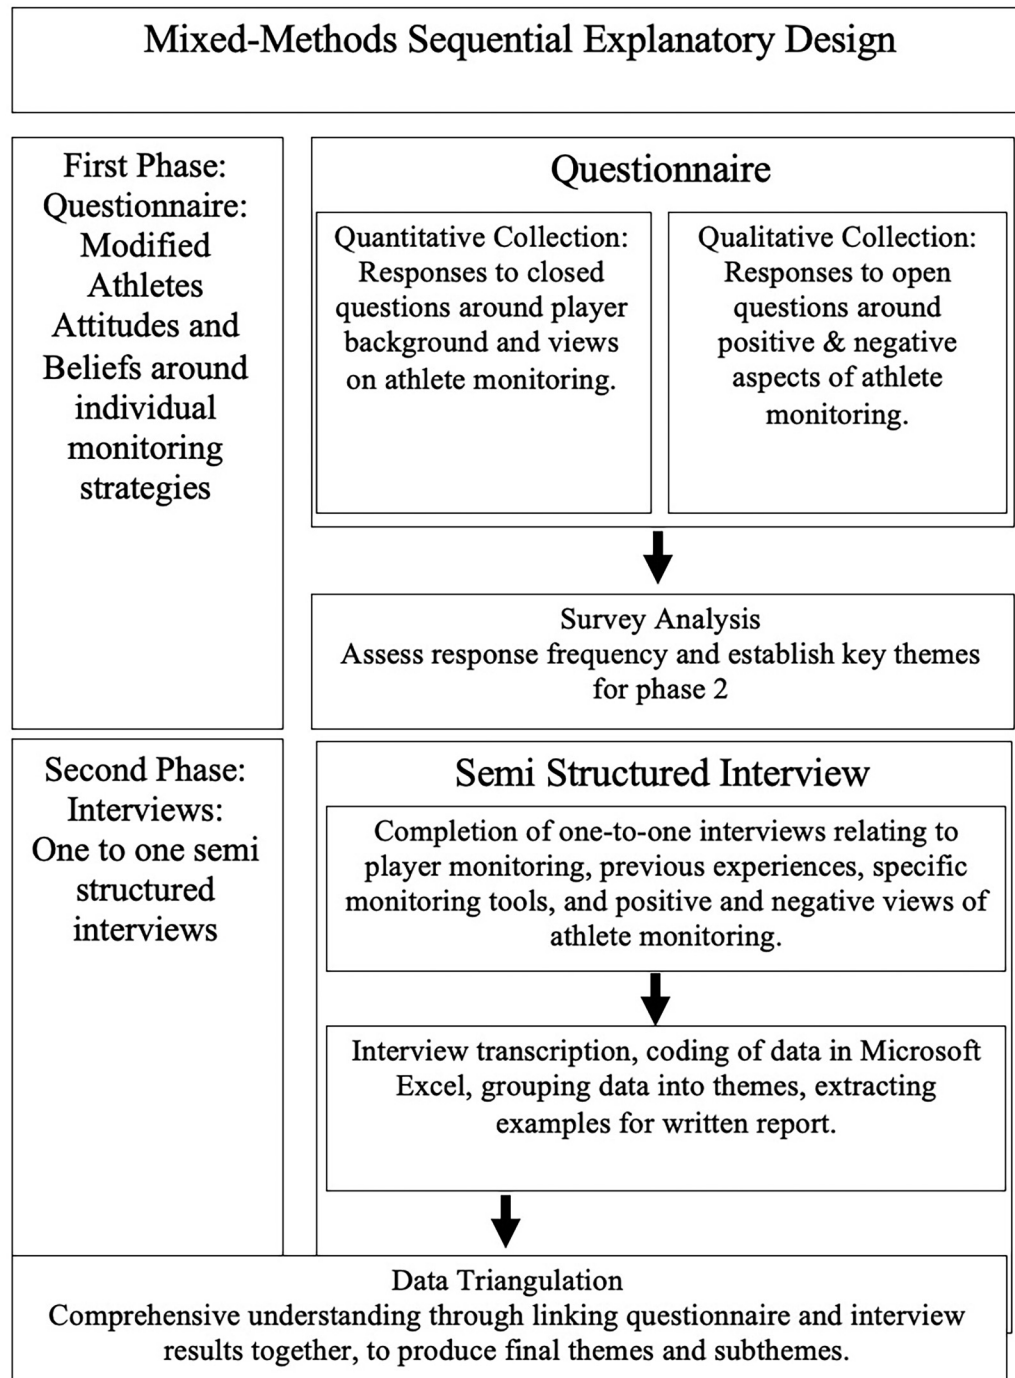 Mixed-Methods Sequential Explanatory Design
First Phase:
Questionnaire:
Modified
Athletes
Attitudes and
Beliefs around
individual
monitoring
strategies
Questionnaire
Quantitative Collection:
Responses to closed
questions around player
background and views
on athlete monitoring.
Qualitative Collection:
Responses to open
questions around
positive & negative
aspects of athlete
monitoring.
Survey Analysis
Assess response frequency and establish key themes
for phase 2
Second Phase:
Interviews:
One to one semi
structured
interviews
Semi Structured Interview
Completion of one-to-one interviews relating to
player monitoring, previous experiences, specific
monitoring tools, and positive and negative views of
athlete monitoring.
Interview transcription, coding of data in Microsoft
Excel, grouping data into themes, extracting
examples for written report.
Data Triangulation
Comprehensive understanding through linking questionnaire and interview
results together, to produce final themes and subthemes.